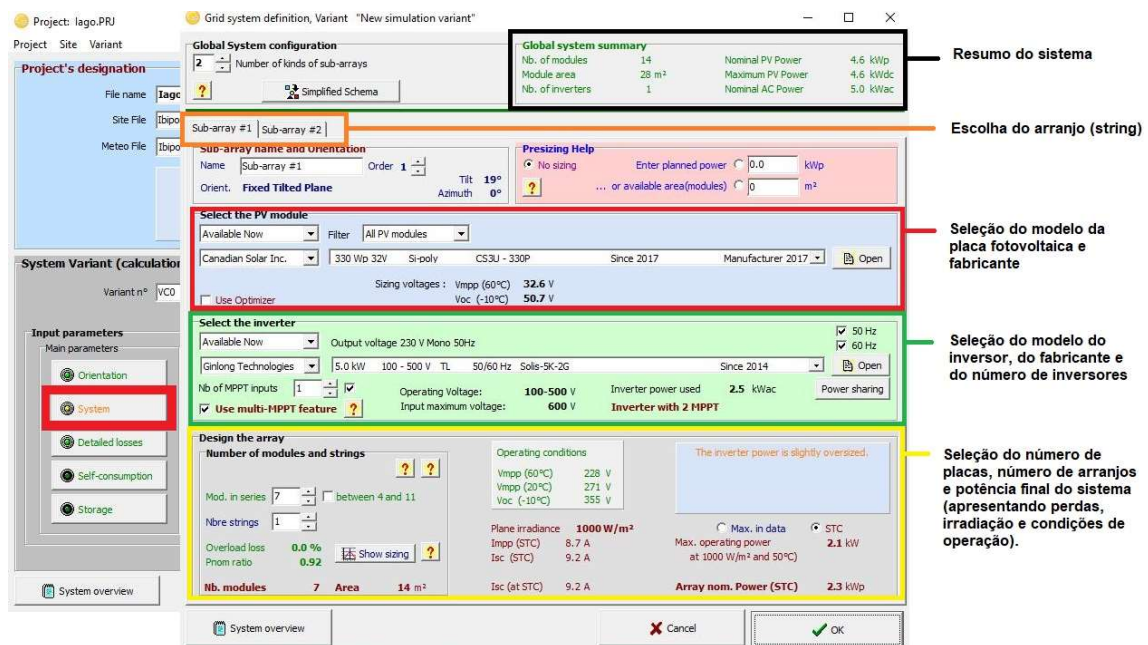 Project: Iago.PRJ
Project Site Variant
Project's designation
File name Iago
Site File Ibipo
Meteo File Ibipo
System Variant (calculation
Variant n° VC0
Input parameters
Main parameters
Orientation
System
Detailed losses
Self-consumption
Storage
System overview
Grid system definition, Variant "New simulation variant"
Global System configuration
2 Number of kinds of sub-arrays
? Simplified Schema
Global system summary
Nb. of modules 14 Nominal PV Power 4.6 kWp
Module area 28 m² Maximum PV Power 4.6 kWdc
Nb. of inverters 1 Nominal AC Power 5.0 kWac
Sub-array #1 Sub-array #2
Sub-array name and Orientation
Name Sub-array #1 Order 1
Orient. Fixed Tilted Plane Tilt 19°
Azimuth 0°
Presizing Help
No sizing Enter planned power 0.0 kWp
? ... or available area(modules) 0 m²
Select the PV module
Available Now Filter All PV modules
Canadian Solar Inc. 330 Wp 32V Si-poly CS3U - 330P Since 2017 Manufacturer 2017 Open
Sizing voltages : Vmpp (60°C) 32.6 V
Use Optimizer Voc (-10°C) 50.7 V
Select the inverter
Available Now Output voltage 230 V Mono 50Hz
50 Hz
60 Hz
Ginlong Technologies 5.0 kW 100 - 500 V TL 50/60 Hz Solis-5K-2G Since 2014 Open
Nb of MPPT inputs 1 Operating Voltage: 100-500 V Inverter power used 2.5 kWac Power sharing
Use multi-MPPT feature ? Input maximum voltage: 600 V Inverter with 2 MPPT
Design the array
Number of modules and strings
? ?
Mod. in series 7 between 4 and 11
Nbre strings 1
Overload loss 0.0 % Show sizing ?
Pnom ratio 0.92
Nb. modules 7 Area 14 m²
Operating conditions
Vmpp (60°C) 228 V
Vmpp (20°C) 271 V
Voc (-10°C) 355 V
Plane irradiance 1000 W/m²
Impp (STC) 8.7 A
Isc (STC) 9.2 A
Isc (at STC) 9.2 A
The inverter power is slightly oversized.
Max. in data STC
Max. operating power 2.1 kW
at 1000 W/m² and 50°C)
Array nom. Power (STC) 2.3 kWp
System overview Cancel OK
Resumo do sistema
Escolha do arranjo (string)
Seleção do modelo da
placa fotovoltaica e
fabricante
Seleção do modelo do
inversor, do fabricante e
do número de inversores
Seleção do número de
placas, número de arranjos
e potência final do sistema
(apresentando perdas,
irradiação e condições de
operação).